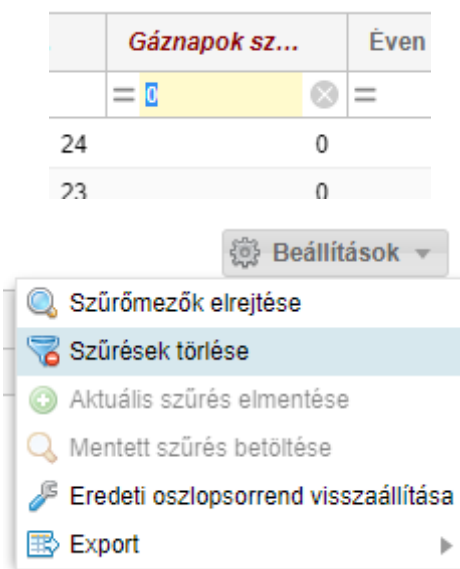 Gáznapok sz... Éven
= 0 =
24 0
23 0
Beállítások
Szűrőmezők elrejtése
Szűrések törlése
Aktuális szűrés elmentése
Mentett szűrés betöltése
Eredeti oszlopsorrend visszaállítása
Export